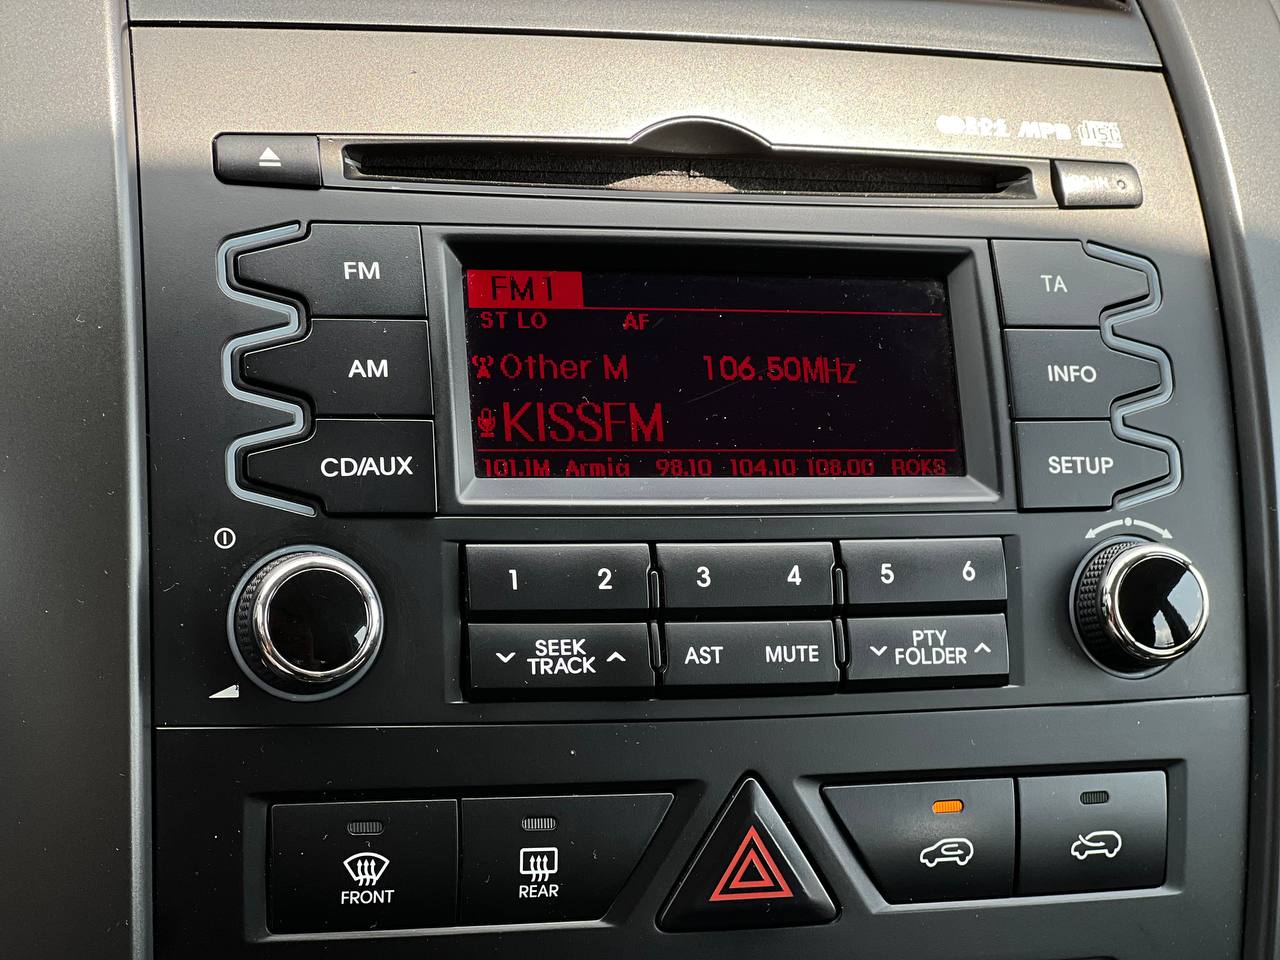 MP3 DISC
FM
AM
CD/AUX
FM1
ST LO AF
Other M 106.50MHz
KISSFM
101.1M Armia 98.10 104.10 108.00 ROKS
TA
INFO
SETUP
1 2 3 4 5 6
SEEK
TRACK
AST MUTE
PTY
FOLDER
FRONT
REAR